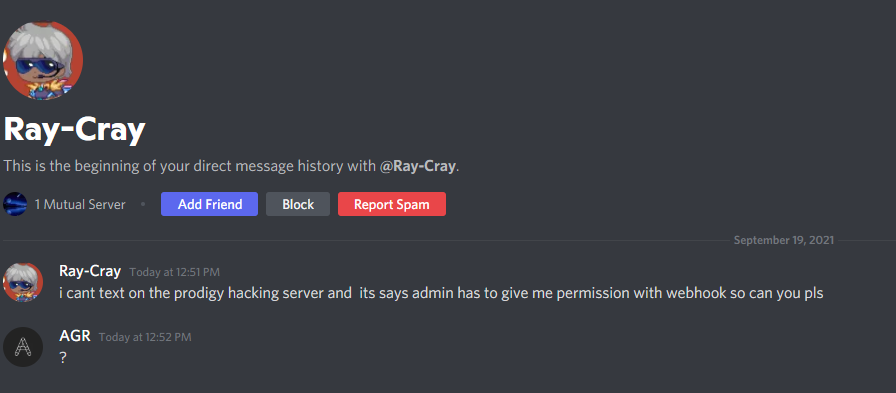 Ray-Cray
This is the beginning of your direct message history with @Ray-Cray.
1 Mutual Server • Add Friend Block Report Spam
September 19, 2021
Ray-Cray Today at 12:51 PM
i cant text on the prodigy hacking server and  its says admin has to give me permission with webhook so can you pls
AGR Today at 12:52 PM
?